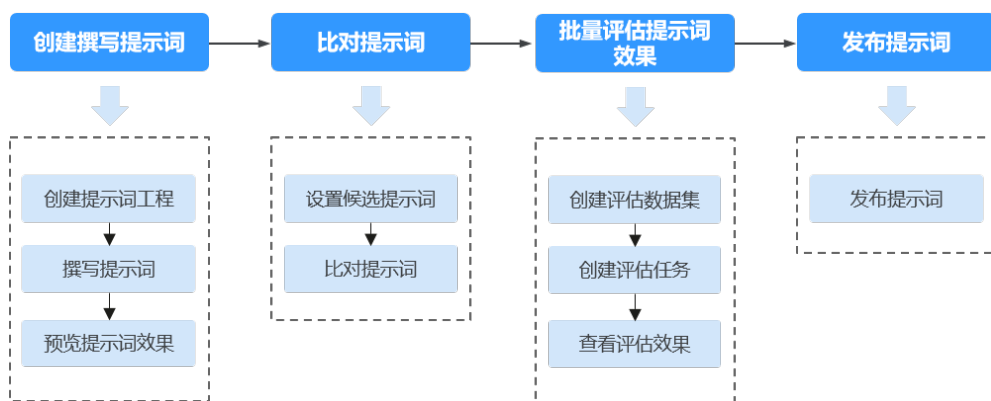 创建撰写提示词
比对提示词
批量评估提示词
效果
发布提示词
创建提示词工程
撰写提示词
预览提示词效果
设置候选提示词
比对提示词
创建评估数据集
创建评估任务
查看评估效果
发布提示词